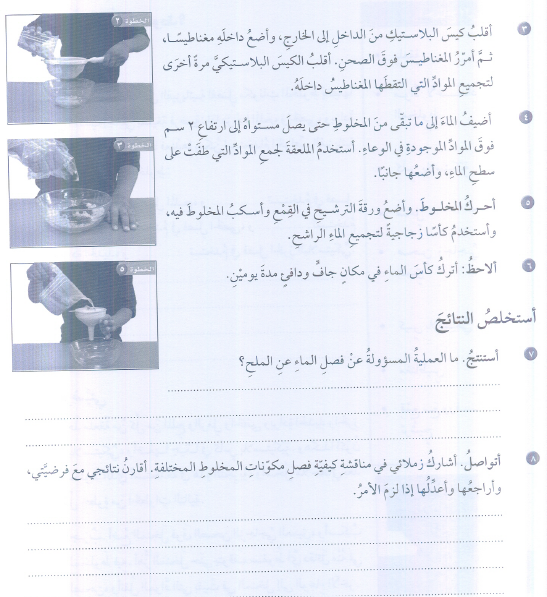 ٣ أقلبُ كيسَ البلاستيكِ منَ الداخلِ إلى الخارجِ، وأضعُ داخلَهِ مغناطيسًا،
ثمَّ أمرِّرُ المغناطيسَ فوقَ الصحنِ. أقلبُ الكيسَ البلاستيكيَّ مرةً أخرَى
لتجميعِ الموادِّ التي التقطَها المغناطيسُ داخلَهُ.
٤ أضيفُ الماءَ إلى ما تبقَّى منَ المخلوطِ حتى يصلَ مستواهُ إلى ارتفاعِ ٢ سم
فوقَ الموادِّ الموجودةِ في الوعاءِ. أستخدمُ الملعقةَ لجمعِ الموادِّ التي طفَتْ على
سطحِ الماءِ، وأضعُها جانبًا.
٥ أحركُ المخلوطَ. وأضعُ ورقةَ الترشيحِ في القِمْعِ وأسكبُ المخلوطَ فيه،
وأستخدمُ كأسًا زجاجيةً لتجميعِ الماءِ الراشحِ.
٦ ألاحظُ: أتركُ كأسَ الماءِ في مكانٍ جافٍّ ودافئٍ مدةَ يوميْنِ.
الخطوة ٢
الخطوة ٣
الخطوة ٥
أستخلصُ النتائجَ
٧ أستنتجُ. ما العمليةُ المسؤولةُ عنْ فصلِ الماءِ عنِ الملحِ؟
٨ أتواصلُ. أشاركُ زملائي في مناقشةِ كيفيّةِ فصلِ مكوّناتِ المخلوطِ المختلفةِ. أقارنُ نتائجي معَ فرضيَّتي،
وأراجعُها وأعدِّلُها إذا لزمَ الأمرُ.